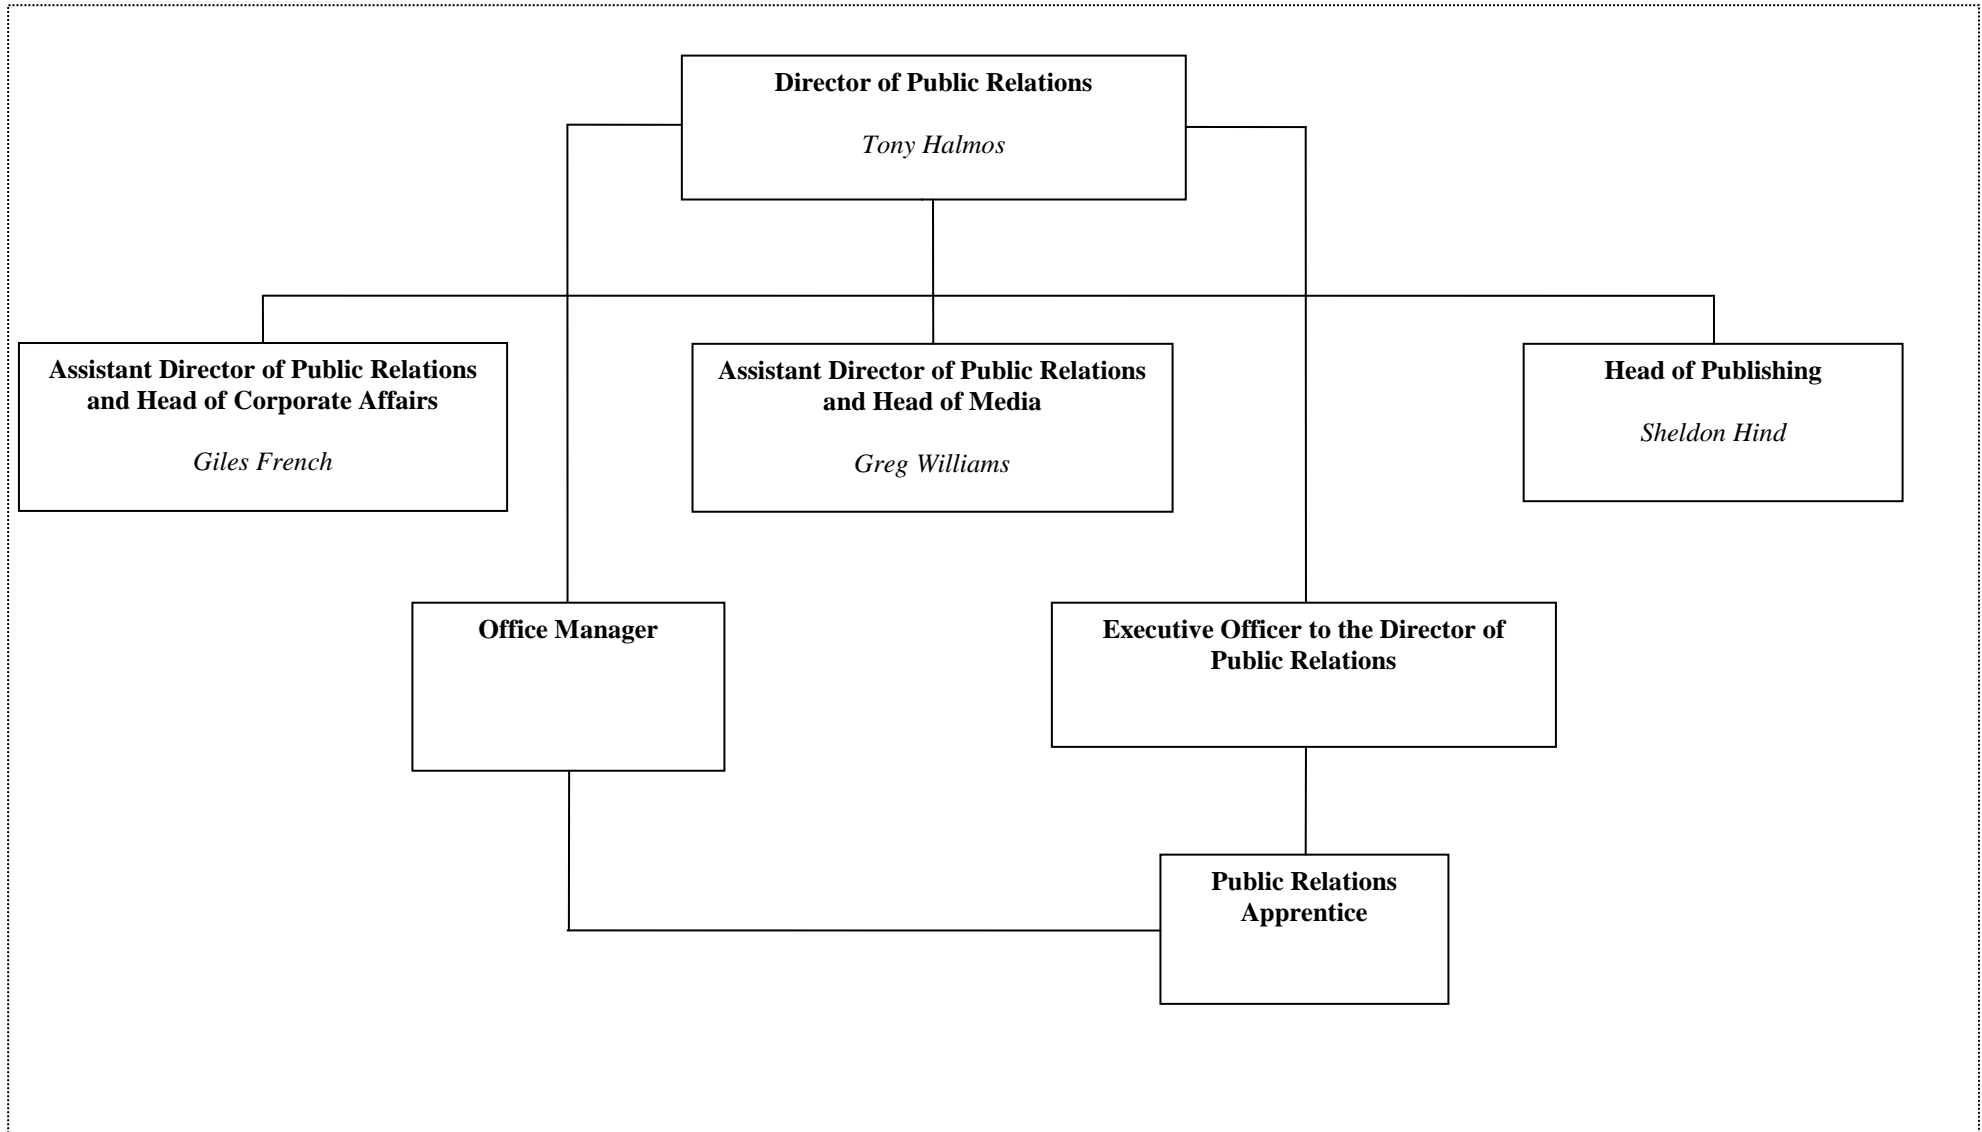 Director of Public Relations
Tony Halmos
Assistant Director of Public Relations
and Head of Corporate Affairs
Giles French
Assistant Director of Public Relations
and Head of Media
Greg Williams
Head of Publishing
Sheldon Hind
Office Manager
Executive Officer to the Director of
Public Relations
Public Relations
Apprentice